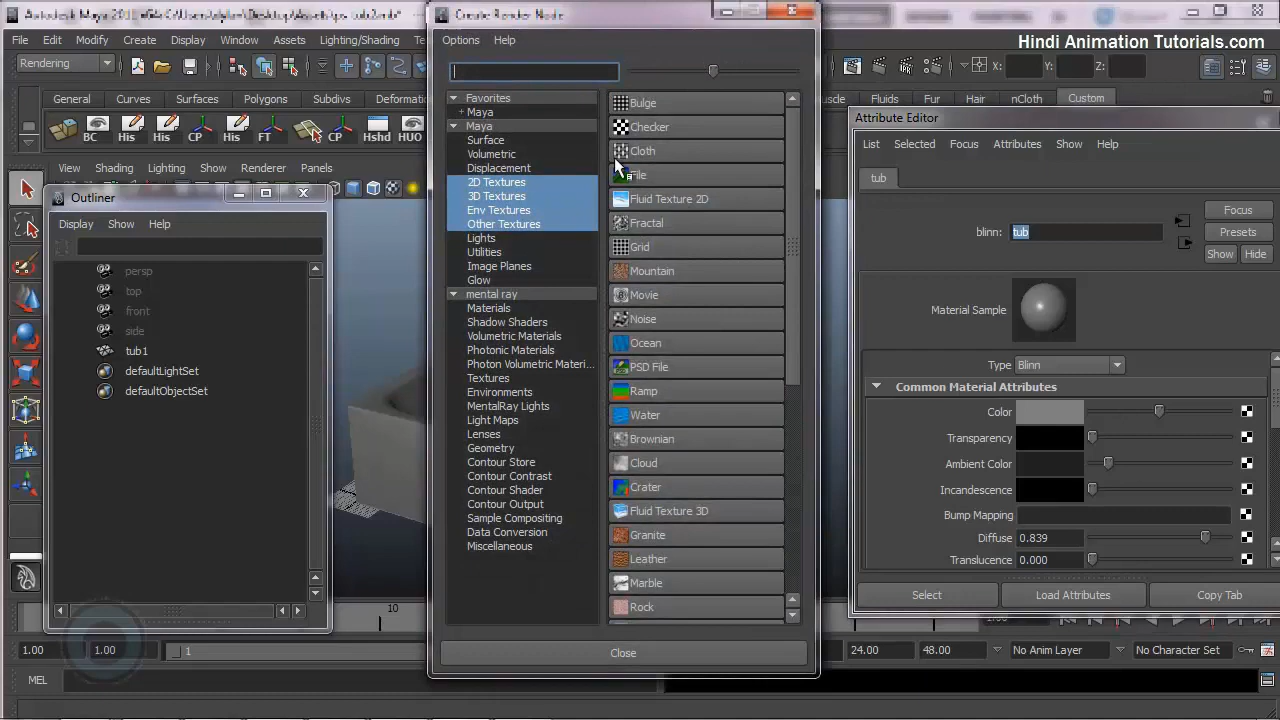 Create Render Node
Hindi Animation Tutorials.com
File Edit Modify Create Display Window Assets Lighting/Shading
Options Help
Rendering
X: Y: Z:
General Curves Surfaces Polygons Subdivs
Fluids Fur Hair nCloth Custom
BC His His CP His FT CP Hshd HUO
View Shading Lighting Show Renderer Panels
Outliner
Display Show Help
persp
top
front
side
tub1
defaultLightSet
defaultObjectSet
Favorites
+ Maya
Maya
Surface
Volumetric
Displacement
2D Textures
3D Textures
Env Textures
Other Textures
Lights
Utilities
Image Planes
Glow
mental ray
Materials
Shadow Shaders
Volumetric Materials
Photonic Materials
Photon Volumetric Materi...
Textures
Environments
MentalRay Lights
Light Maps
Lenses
Geometry
Contour Store
Contour Contrast
Contour Shader
Contour Output
Sample Compositing
Data Conversion
Miscellaneous
Bulge
Checker
Cloth
File
Fluid Texture 2D
Fractal
Grid
Mountain
Movie
Noise
Ocean
PSD File
Ramp
Water
Brownian
Cloud
Crater
Fluid Texture 3D
Granite
Leather
Marble
Rock
Close
Attribute Editor
List Selected Focus Attributes Show Help
tub
Focus
blinn: tub
Presets
Show Hide
Material Sample
Type Blinn
Common Material Attributes
Color
Transparency
Ambient Color
Incandescence
Bump Mapping
Diffuse 0.839
Translucence 0.000
Select Load Attributes Copy Tab
10
1.00 1.00 1
24.00 48.00 No Anim Layer No Character Set
MEL